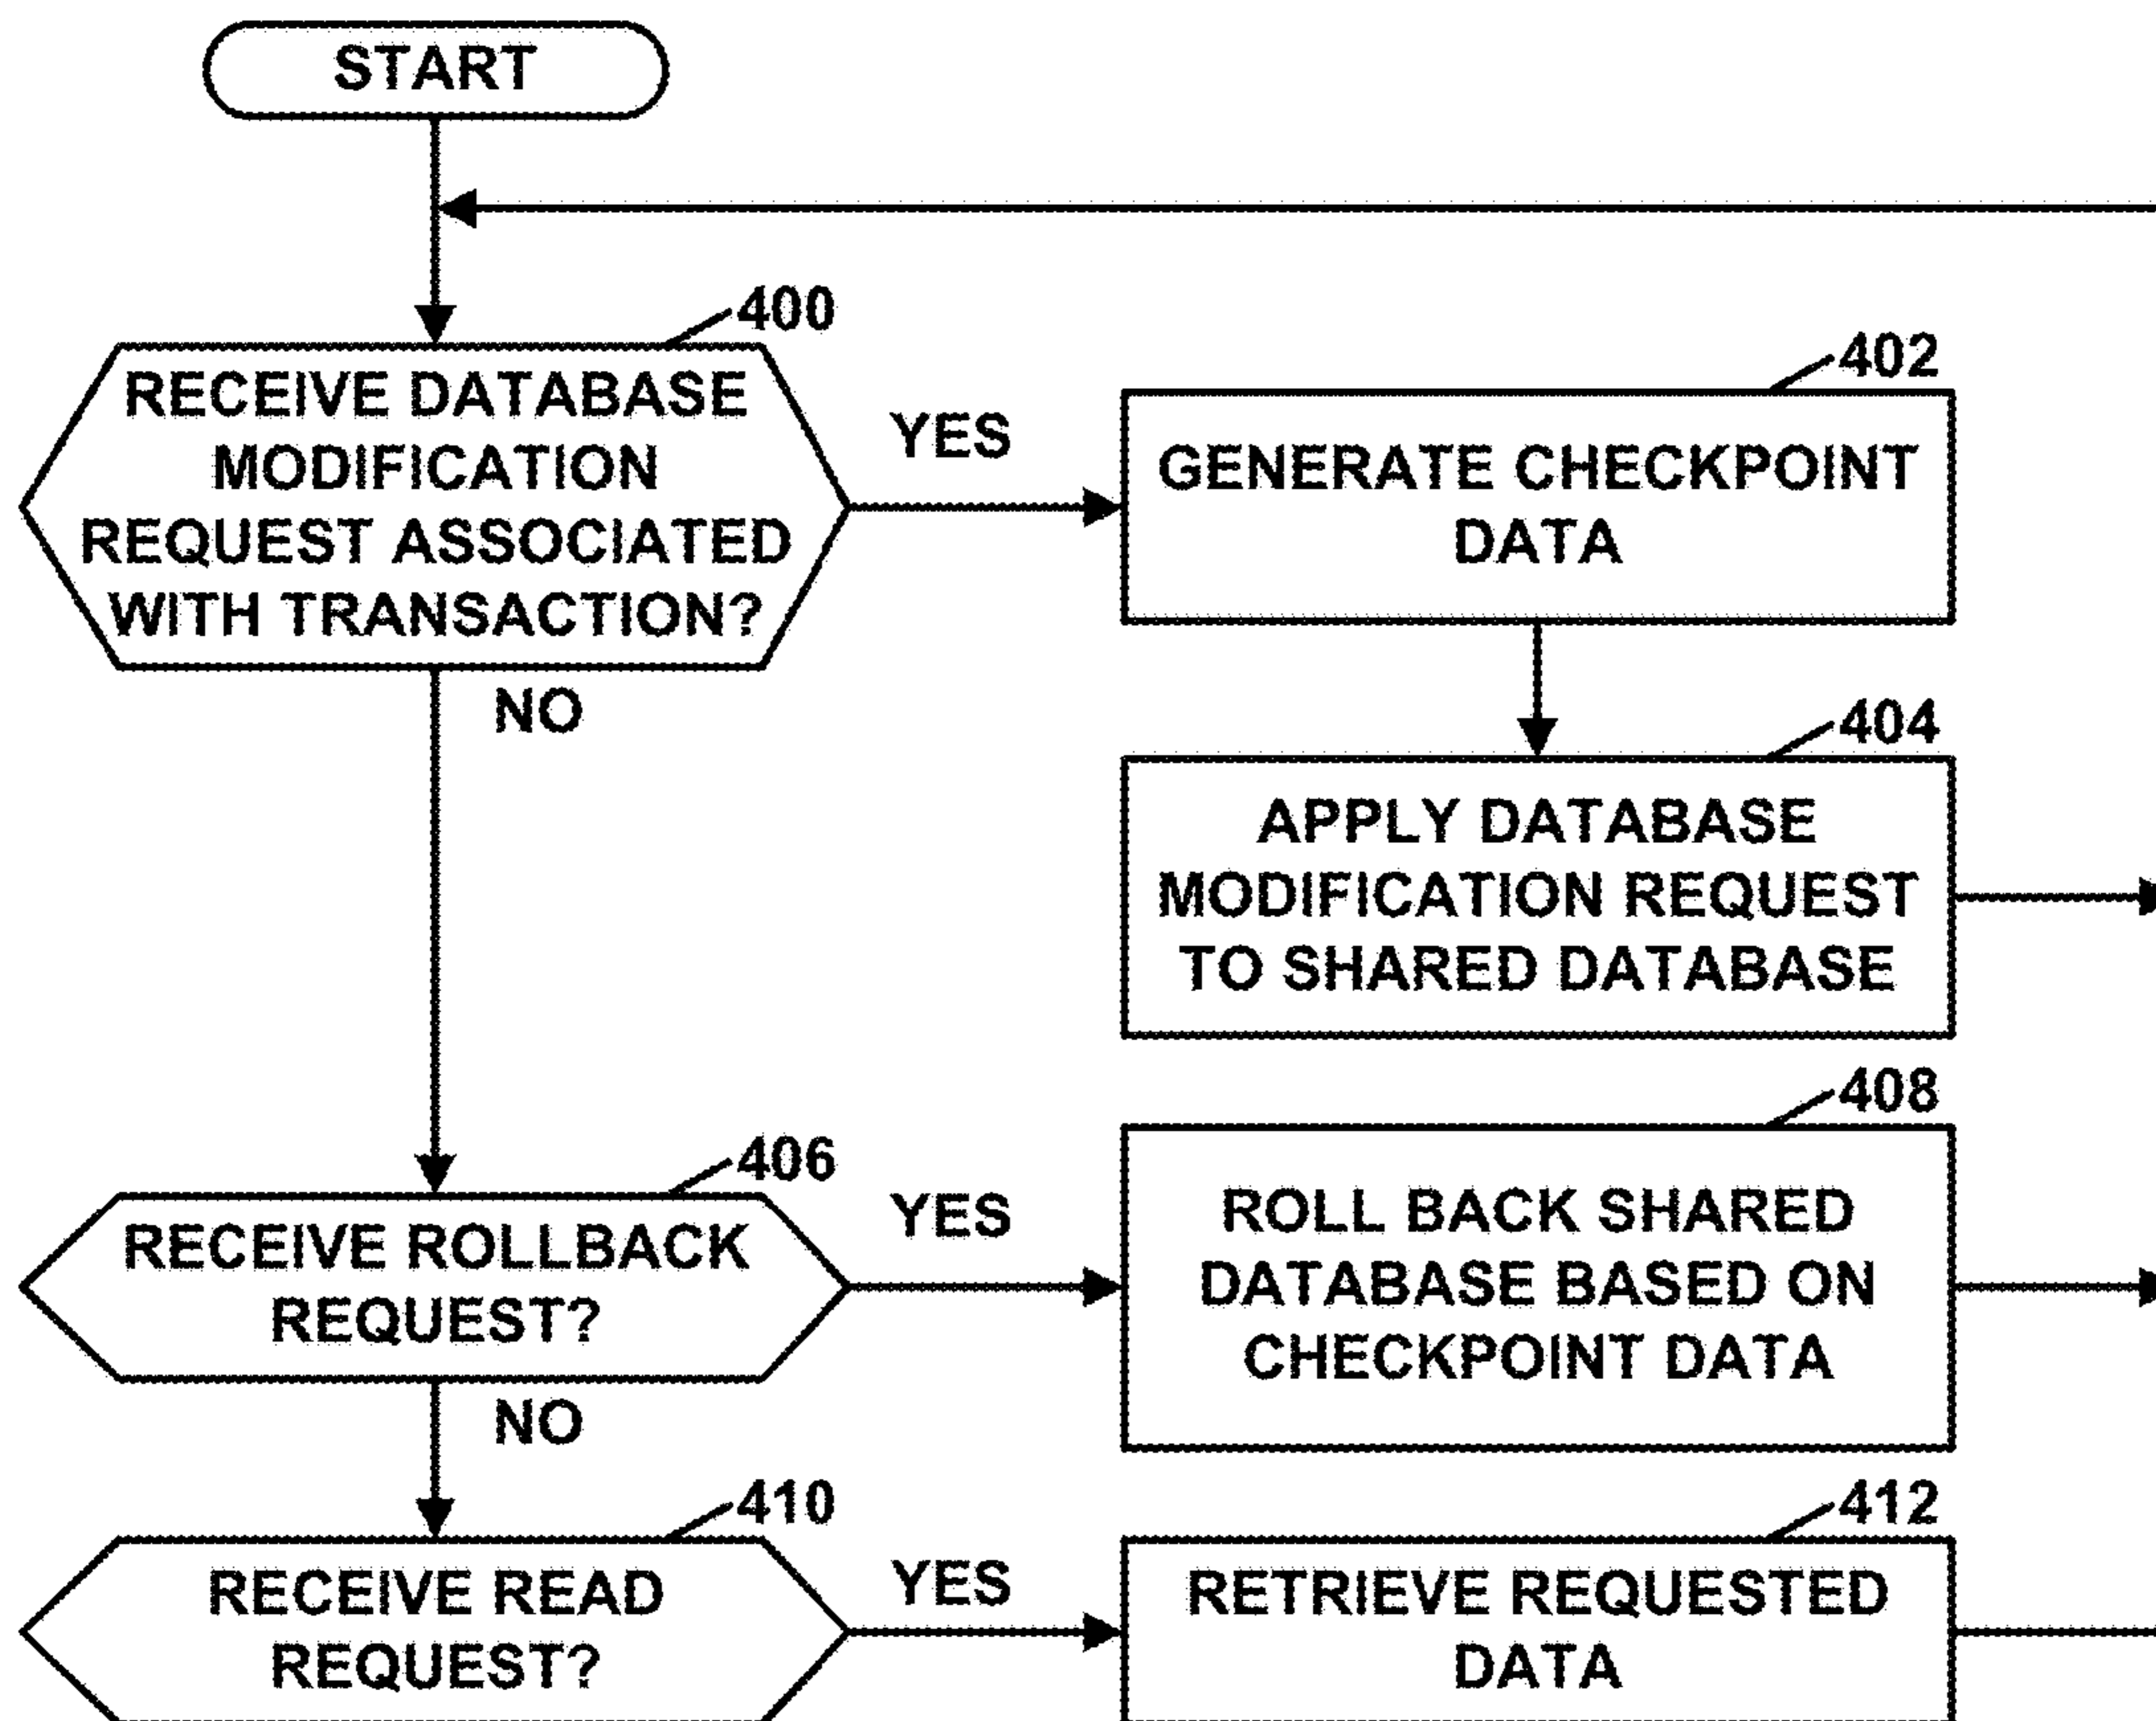 START
400
RECEIVE DATABASE
MODIFICATION
REQUEST ASSOCIATED
WITH TRANSACTION?
YES
402
GENERATE CHECKPOINT
DATA
NO
404
APPLY DATABASE
MODIFICATION REQUEST
TO SHARED DATABASE
406
RECEIVE ROLLBACK
REQUEST?
YES
408
ROLL BACK SHARED
DATABASE BASED ON
CHECKPOINT DATA
NO
410
RECEIVE READ
REQUEST?
YES
412
RETRIEVE REQUESTED
DATA